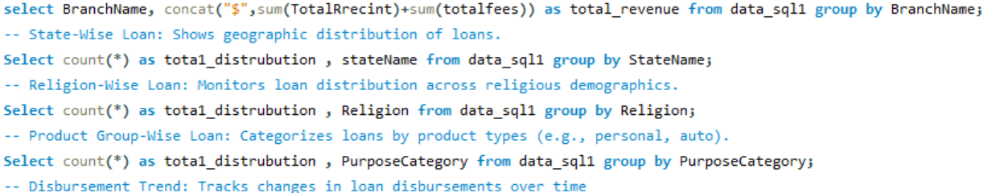 select BranchName, concat("$",sum(TotalRrecint)+sum(totalfees)) as total_revenue from data_sql1 group by BranchName;
-- State-Wise Loan: Shows geographic distribution of loans.
Select count(*) as tota1_distrubution , stateName from data_sql1 group by StateName;
-- Religion-Wise Loan: Monitors loan distribution across religious demographics.
Select count(*) as tota1_distrubution , Religion from data_sql1 group by Religion;
-- Product Group-Wise Loan: Categorizes loans by product types (e.g., personal, auto).
Select count(*) as tota1_distrubution , PurposeCategory from data_sql1 group by PurposeCategory;
-- Disbursement Trend: Tracks changes in loan disbursements over time